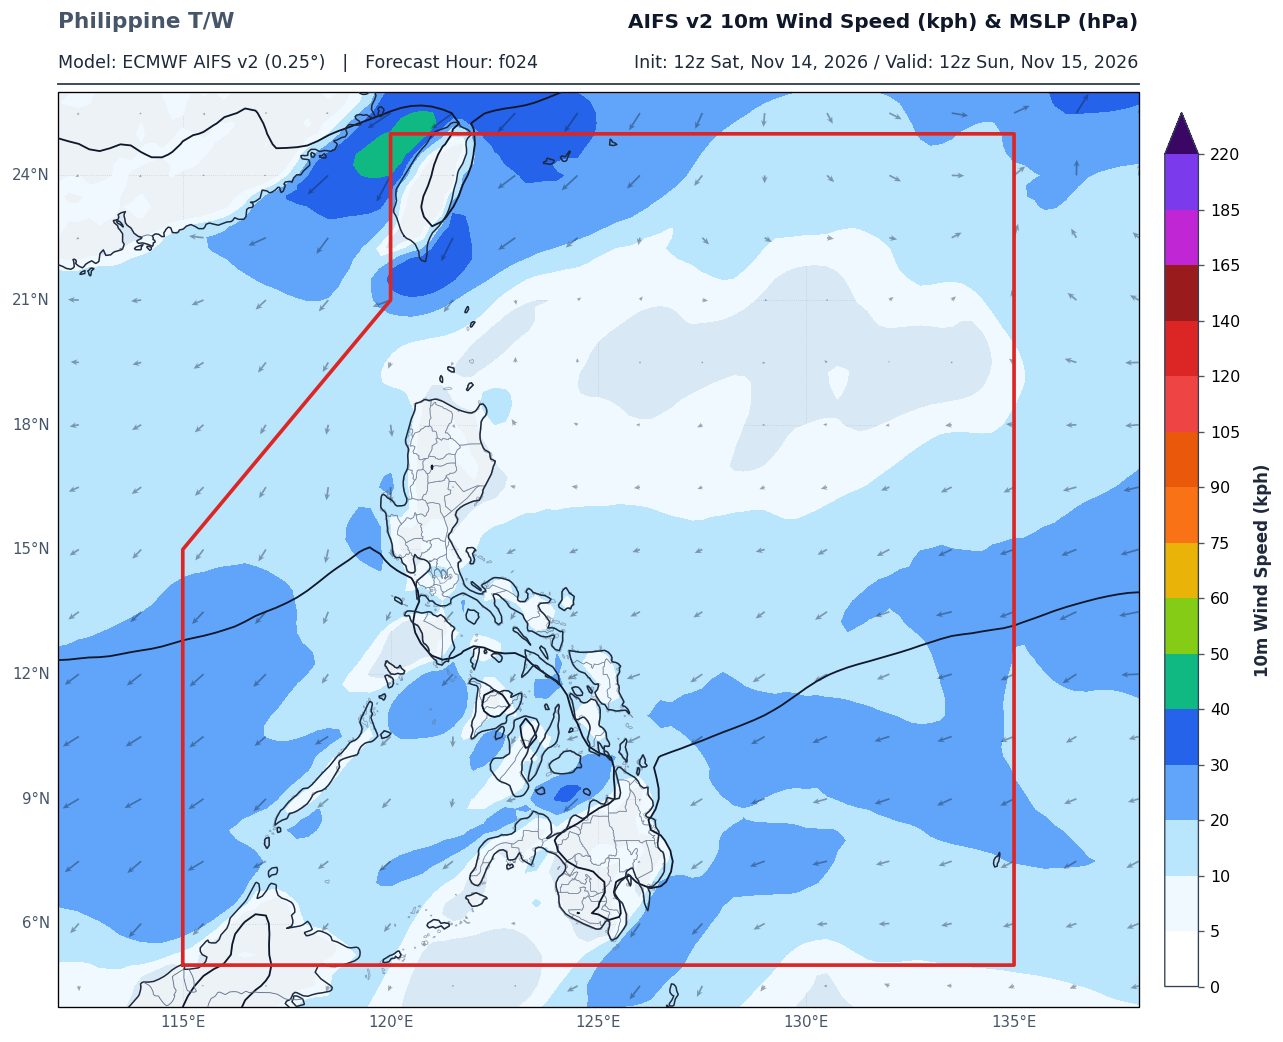 Philippine T/W
AIFS v2 10m Wind Speed (kph) & MSLP (hPa)
Model: ECMWF AIFS v2 (0.25°) | Forecast Hour: f024
Init: 12z Sat, Nov 14, 2026 / Valid: 12z Sun, Nov 15, 2026
24°N
21°N
18°N
15°N
12°N
9°N
6°N
115°E
120°E
125°E
130°E
135°E
220
185
165
140
120
105
90
75
60
50
40
30
20
10
5
0
10m Wind Speed (kph)